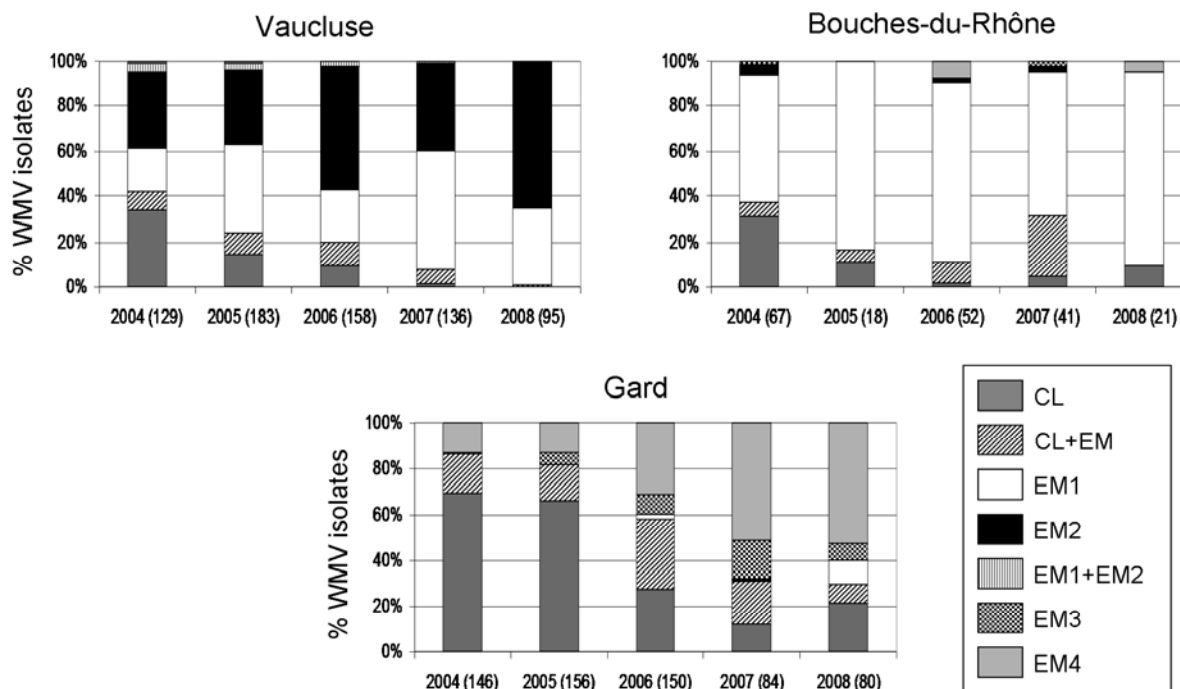 Vaucluse
% WMV isolates
100%
80%
60%
40%
20%
0%
2004 (129) 2005 (183) 2006 (158) 2007 (136) 2008 (95)
Bouches-du-Rhône
100%
80%
60%
40%
20%
0%
2004 (67) 2005 (18) 2006 (52) 2007 (41) 2008 (21)
Gard
% WMV isolates
100%
80%
60%
40%
20%
0%
2004 (146) 2005 (156) 2006 (150) 2007 (84) 2008 (80)
CL
CL+EM
EM1
EM2
EM1+EM2
EM3
EM4